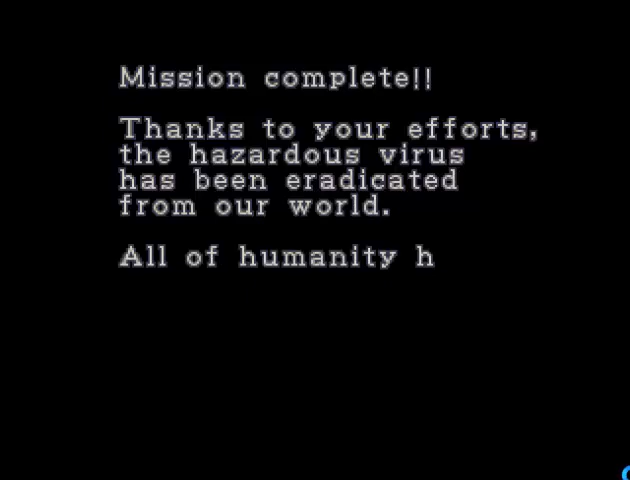 Mission complete!!
Thanks to your efforts,
the hazardous virus
has been eradicated
from our world.
All of humanity h